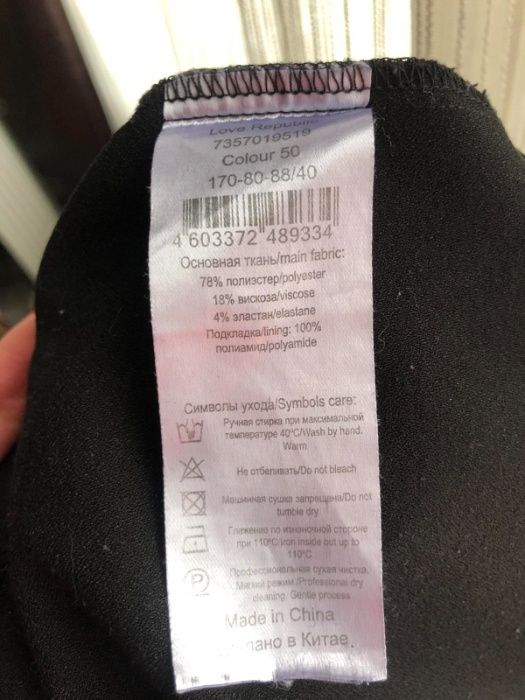 Love Republic
7357019519
Colour 50
170-80-88/40
4 603372 489334
Основная ткань/main fabric:
78% полиэстер/polyester
18% вискоза/viscose
4% эластан/elastane
Подкладка/lining: 100%
полиамид/polyamide
Символы ухода/Symbols care:
Ручная стирка при максимальной
температуре 40°C/Wash by hand.
Warm
Не отбеливать/Do not bleach
Машинная сушка запрещена/Do not
tumble dry
Глажение по изнаночной стороне
при 110°C/Iron inside out up to
110°C
P
Профессиональная сухая чистка.
Мягкий режим /Professional dry
cleaning. Gentle process
Made in China
лано в Китае.